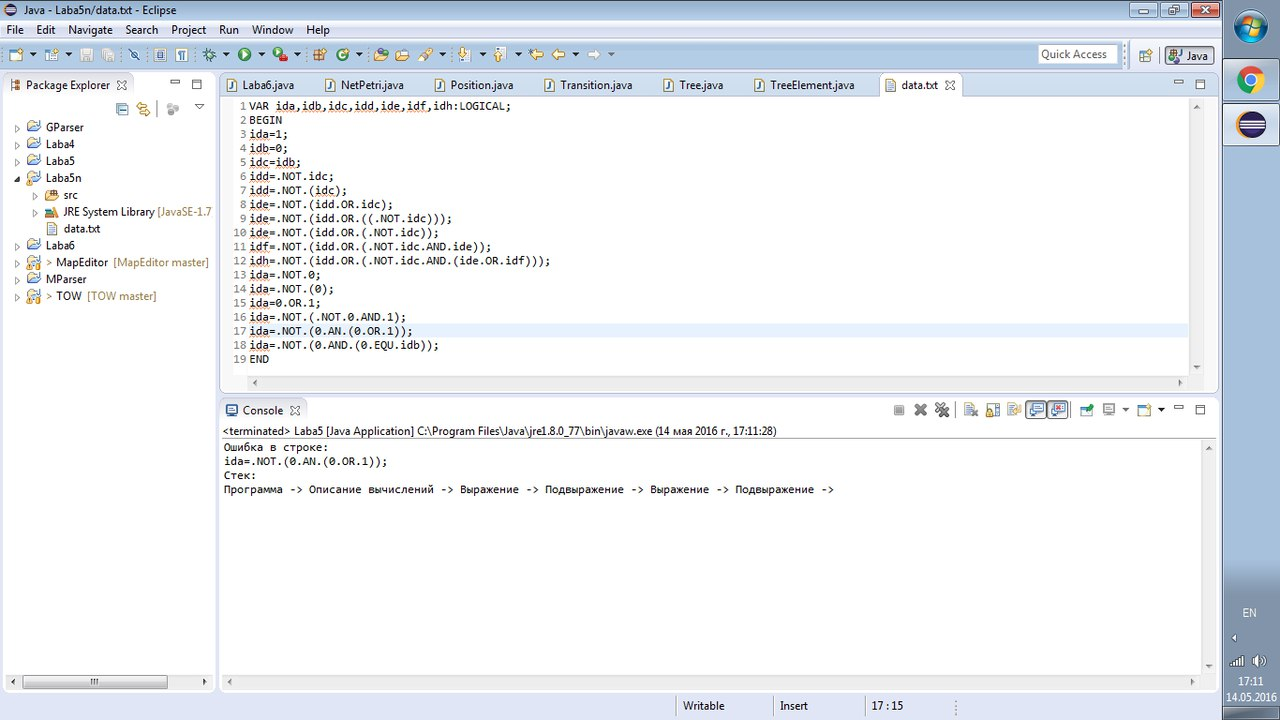 Java - Laba5n/data.txt - Eclipse
File Edit Navigate Search Project Run Window Help
Quick Access
Java
Package Explorer
GParser
Laba4
Laba5
Laba5n
src
JRE System Library [JavaSE-1.7
data.txt
Laba6
> MapEditor [MapEditor master]
MParser
> TOW [TOW master]
Laba6.java NetPetri.java Position.java Transition.java Tree.java TreeElement.java data.txt
1 VAR ida,idb,idc,idd,ide,idf,idh:LOGICAL;
2 BEGIN
3 ida=1;
4 idb=0;
5 idc=idb;
6 idd=.NOT.idc;
7 idd=.NOT.(idc);
8 ide=.NOT.(idd.OR.idc);
9 ide=.NOT.(idd.OR.((.NOT.idc)));
10 ide=.NOT.(idd.OR.(.NOT.idc));
11 idf=.NOT.(idd.OR.(.NOT.idc.AND.ide));
12 idh=.NOT.(idd.OR.(.NOT.idc.AND.(ide.OR.idf)));
13 ida=.NOT.0;
14 ida=.NOT.(0);
15 ida=0.OR.1;
16 ida=.NOT.(.NOT.0.AND.1);
17 ida=.NOT.(0.AN.(0.OR.1));
18 ida=.NOT.(0.AND.(0.EQU.idb));
19 END
Console
<terminated> Laba5 [Java Application] C:\Program Files\Java\jre1.8.0_77\bin\javaw.exe (14 мая 2016 г., 17:11:28)
Ошибка в строке:
ida=.NOT.(0.AN.(0.OR.1));
Стек:
Программа -> Описание вычислений -> Выражение -> Подвыражение -> Выражение -> Подвыражение ->
Writable Insert 17 : 15
EN
17:11
14.05.2016